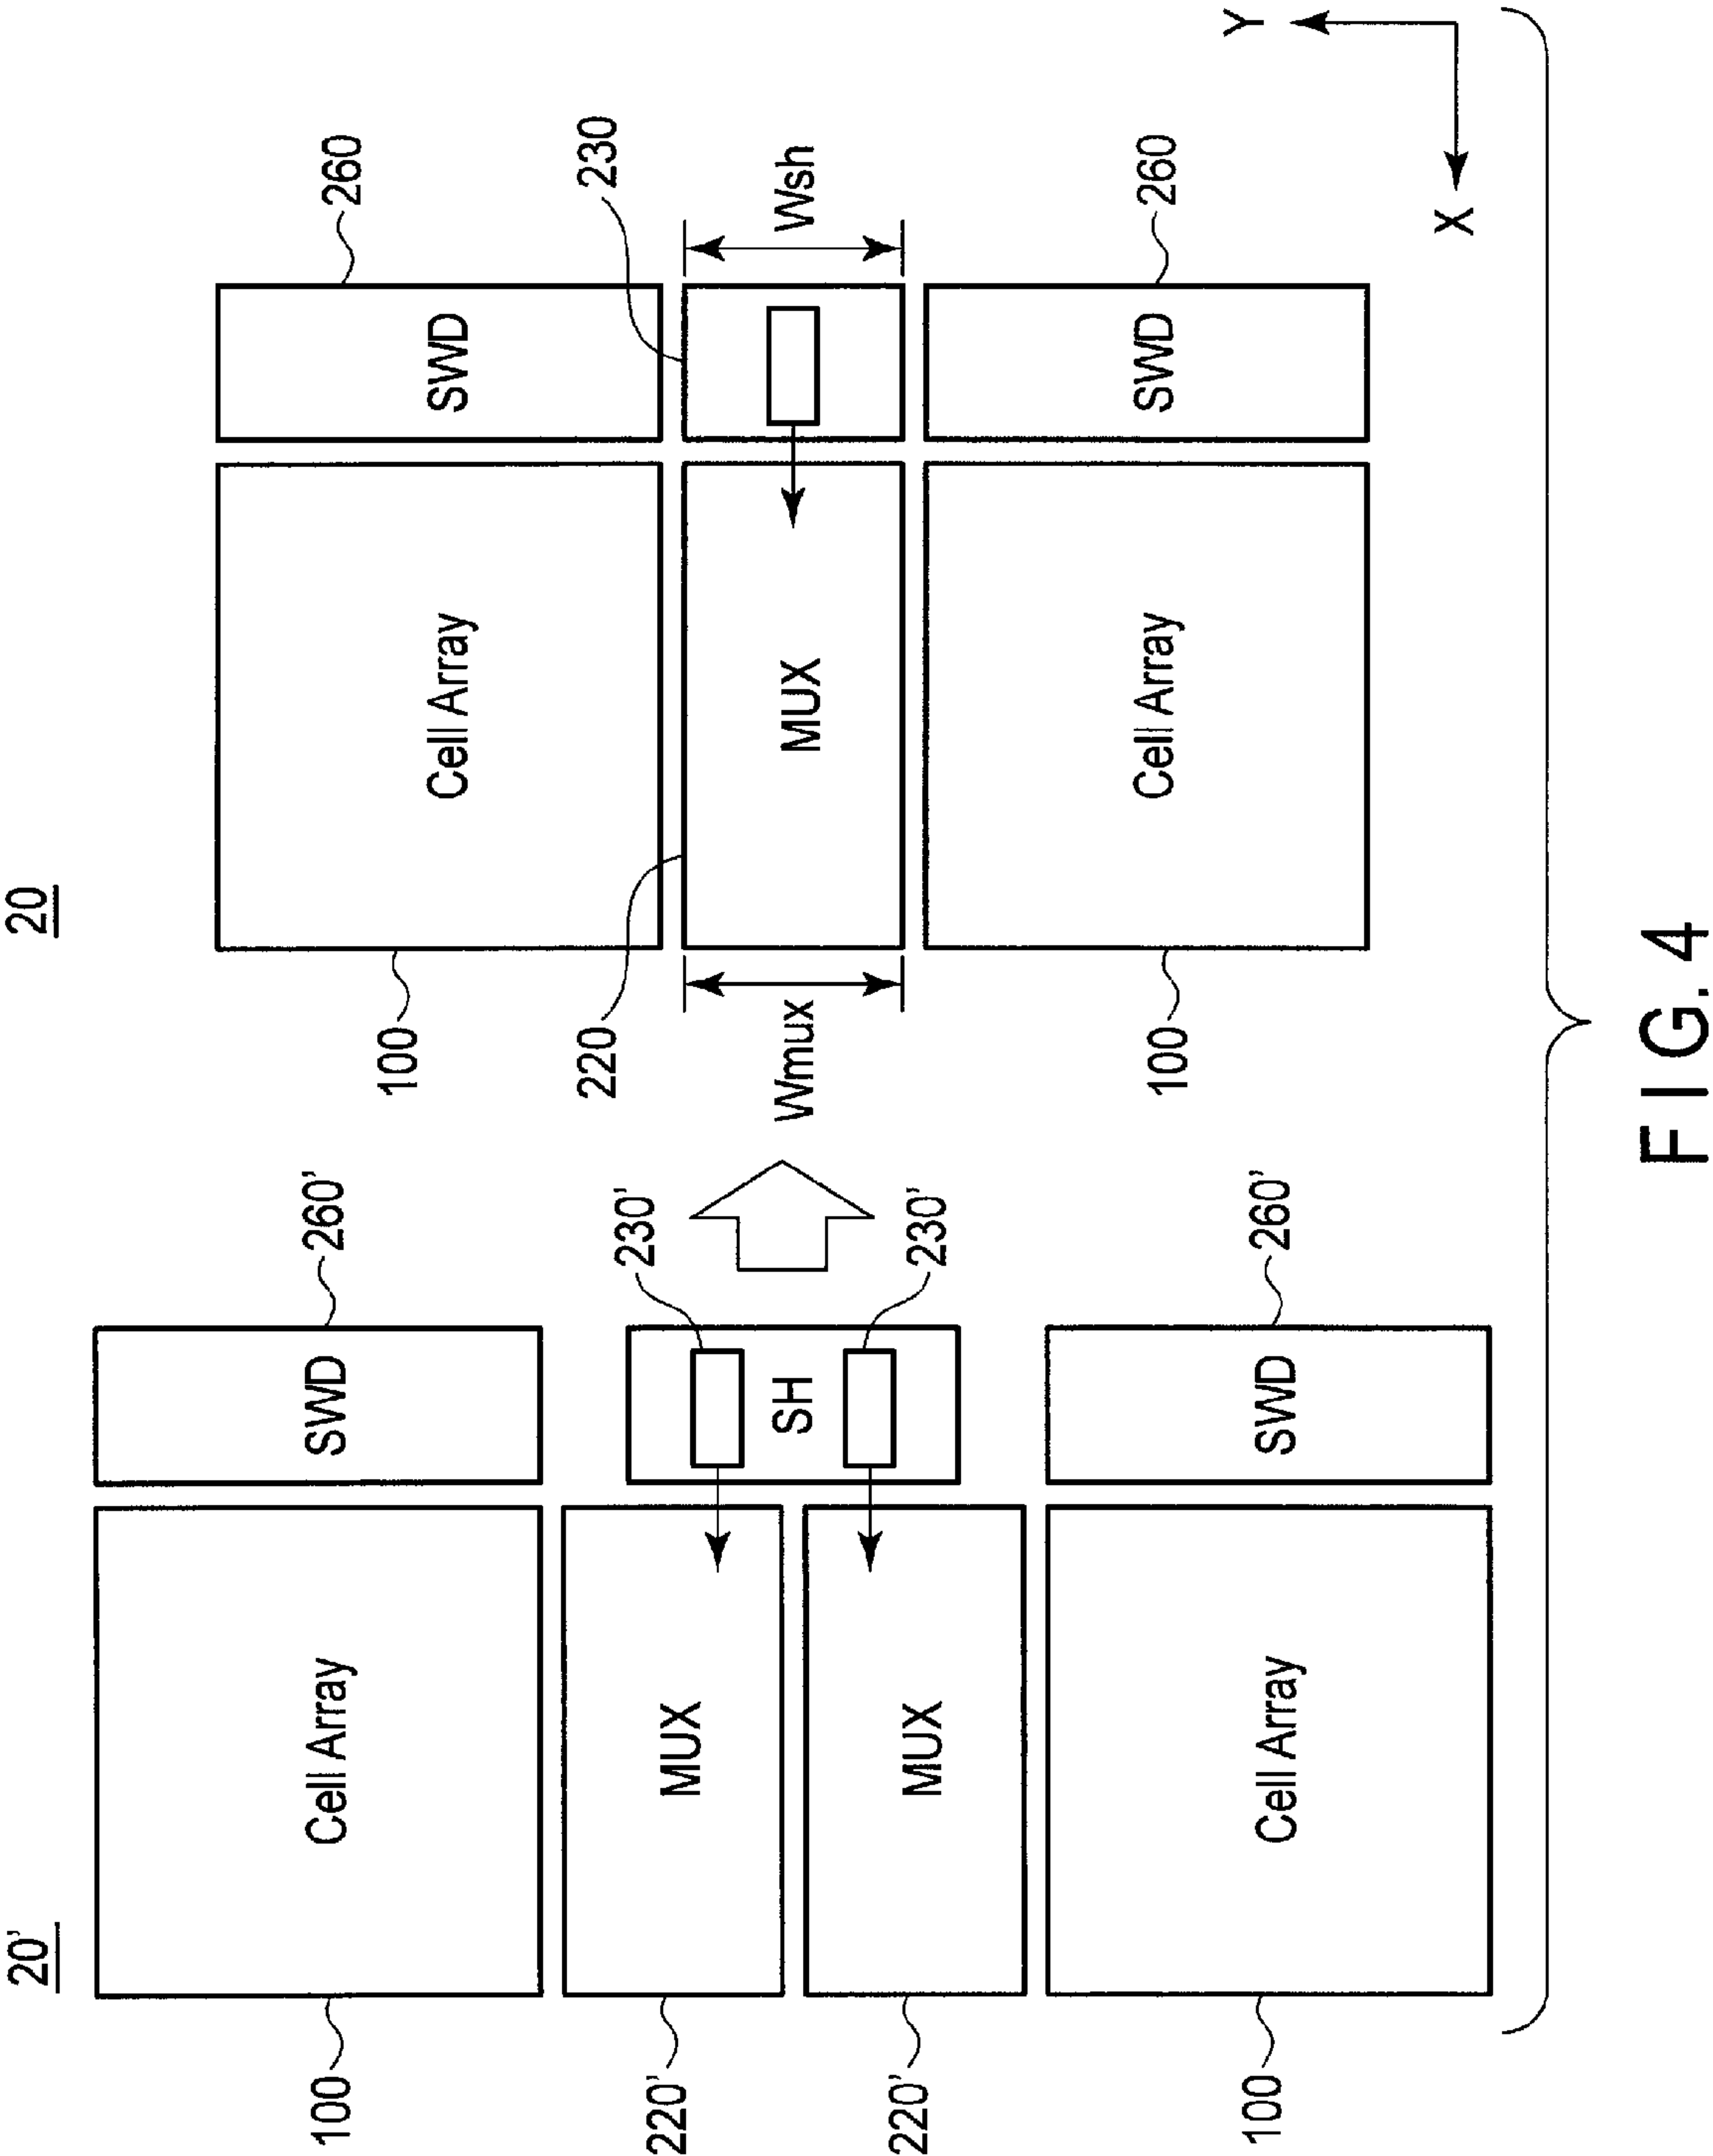 20'
100
Cell Array
SWD
260'
220'
MUX
230'
SH
220'
MUX
230'
100
Cell Array
SWD
260'
20
100
Cell Array
SWD
260
220
230
Wmux
MUX
Wsh
100
Cell Array
SWD
260
Y
X
FIG. 4